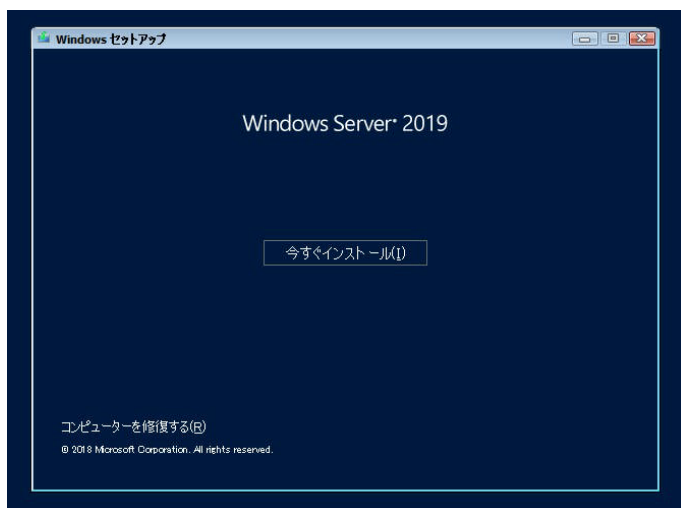 Windows セットアップ
Windows Server® 2019
今すぐインストール(I)
コンピューターを修復する(R)
© 2018 Microsoft Corporation. All rights reserved.